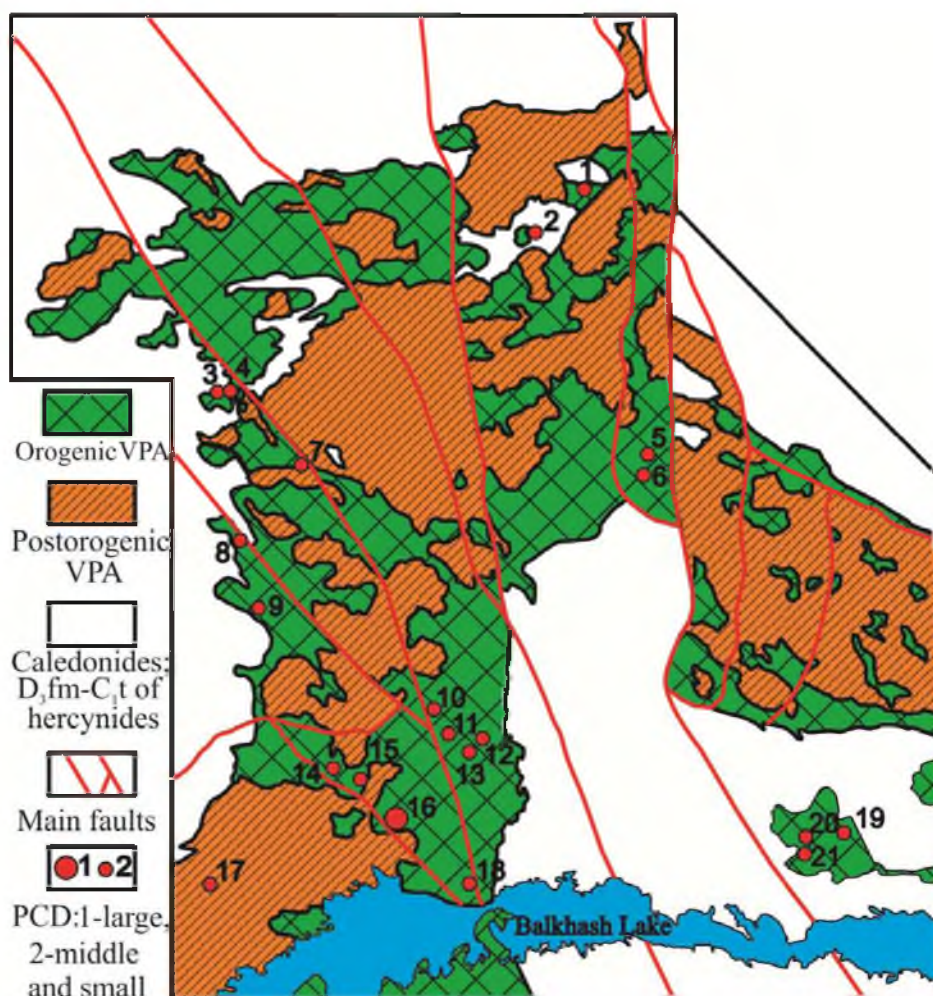 1
2
3
4
5
6
7
8
9
10
11
12
13
14
15
16
17
18
19
20
21
Balkhash Lake
Orogenic VPA
Postorogenic
VPA
Caledonides;
D₃fm-C₁t of
hercynides
Main faults
1 2
PCD:1-large,
2-middle
and small